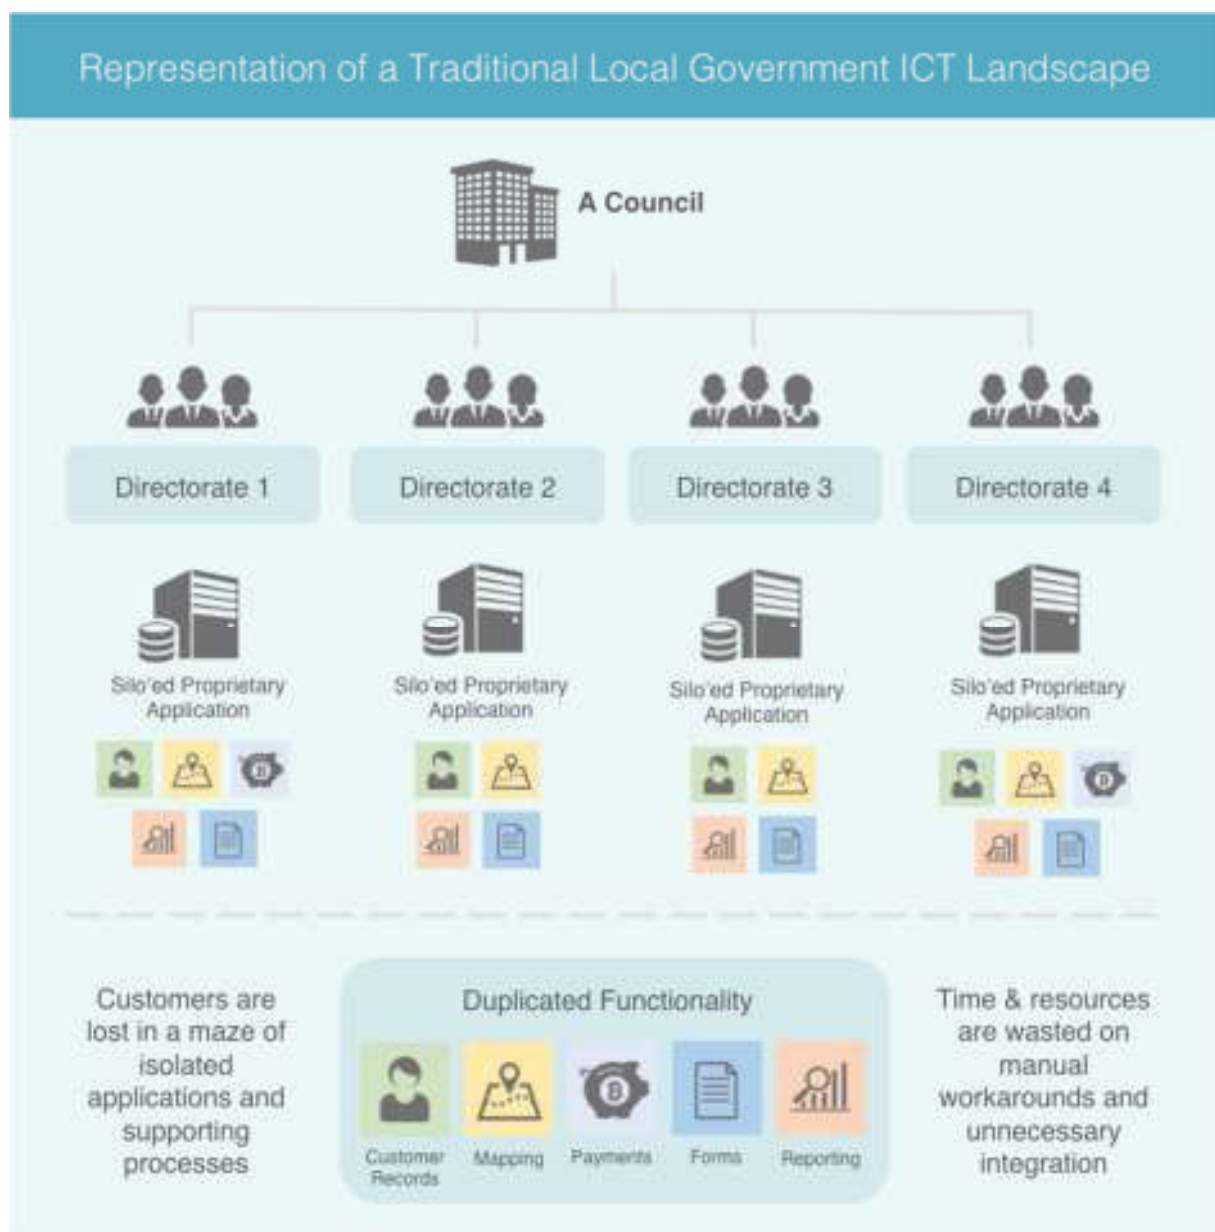 Representation of a Traditional Local Government ICT Landscape
A Council
Directorate 1
Directorate 2
Directorate 3
Directorate 4
Silo'ed Proprietary
Application
Silo'ed Proprietary
Application
Silo'ed Proprietary
Application
Silo'ed Proprietary
Application
Customers are
lost in a maze of
isolated
applications and
supporting
processes
Duplicated Functionality
Customer
Records
Mapping
Payments
Forms
Reporting
Time & resources
are wasted on
manual
workarounds and
unnecessary
integration